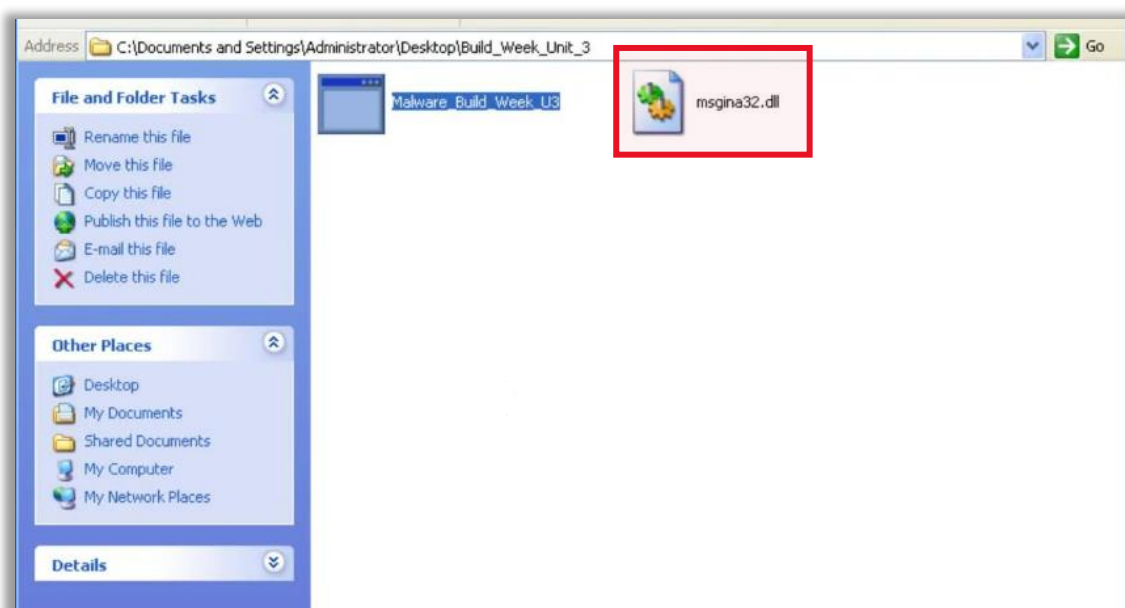 Address C:\Documents and Settings\Administrator\Desktop\Build_Week_Unit_3 Go
File and Folder Tasks
Rename this file
Move this file
Copy this file
Publish this file to the Web
E-mail this file
Delete this file
Other Places
Desktop
My Documents
Shared Documents
My Computer
My Network Places
Details
Malware_Build_Week_U3
msgina32.dll